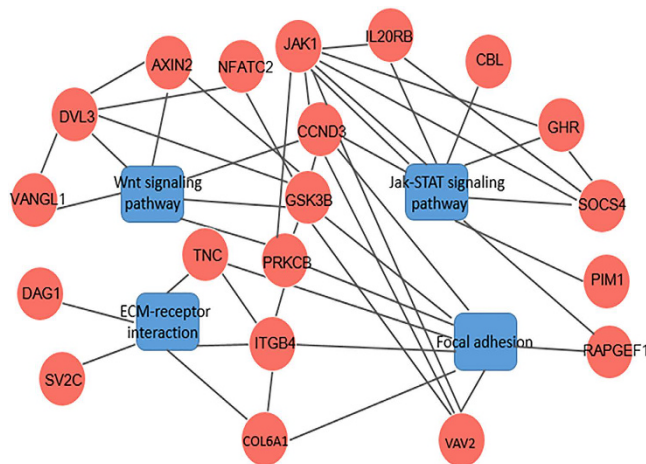 JAK1
IL20RB
AXIN2
NFATC2
CBL
DVL3
CCND3
GHR
Wnt signaling
pathway
Jak-STAT signaling
pathway
VANGL1
GSK3B
SOCS4
TNC
PRKCB
DAG1
PIM1
ECM-receptor
interaction
ITGB4
Focal adhesion
RAPGEF1
SV2C
COL6A1
VAV2